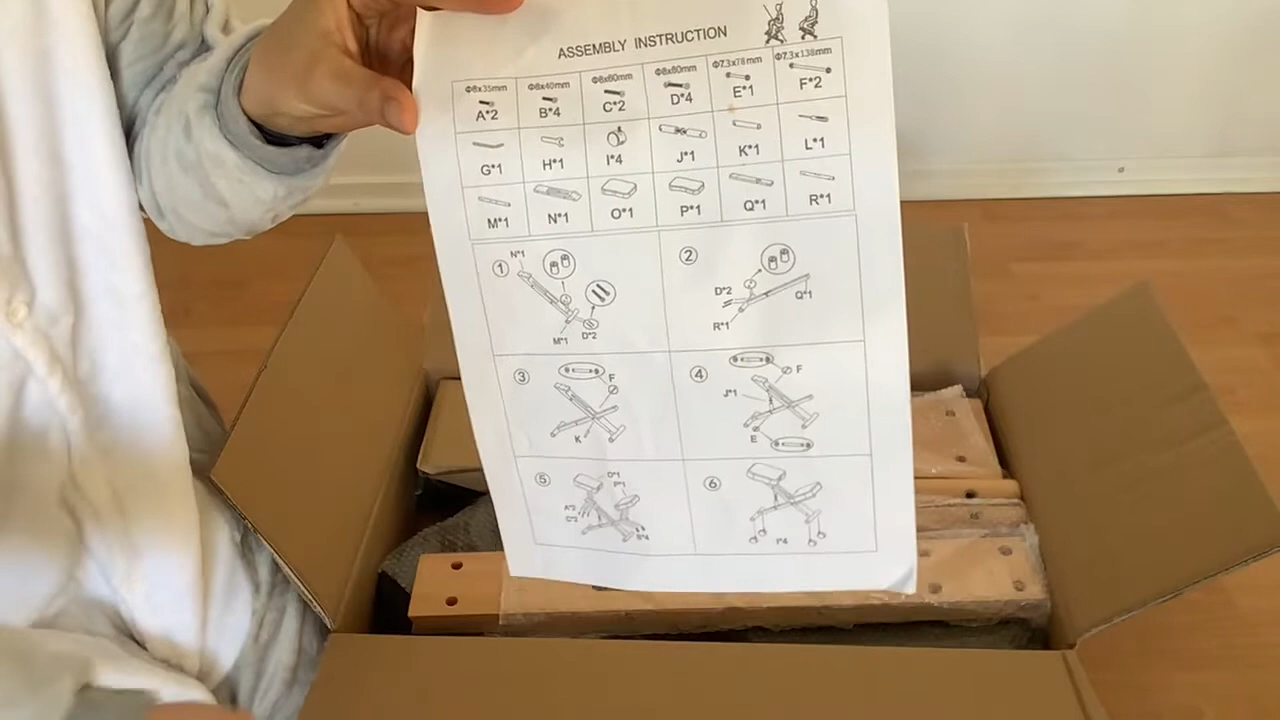 ASSEMBLY INSTRUCTION
Φ8x35mm Φ8x40mm Φ8x60mm Φ8x80mm Φ7.3x78mm Φ7.3x138mm
A*2 B*4 C*2 D*4 E*1 F*2
G*1 H*1 I*4 J*1 K*1 L*1
M*1 N*1 O*1 P*1 Q*1 R*1
① N*1
M*1 D*2
② D*2 Q*1
R*1
③ F
K
④ F
J*1
E
⑤ O*1
P*1
A*2
C*2
B*4
⑥
I*4